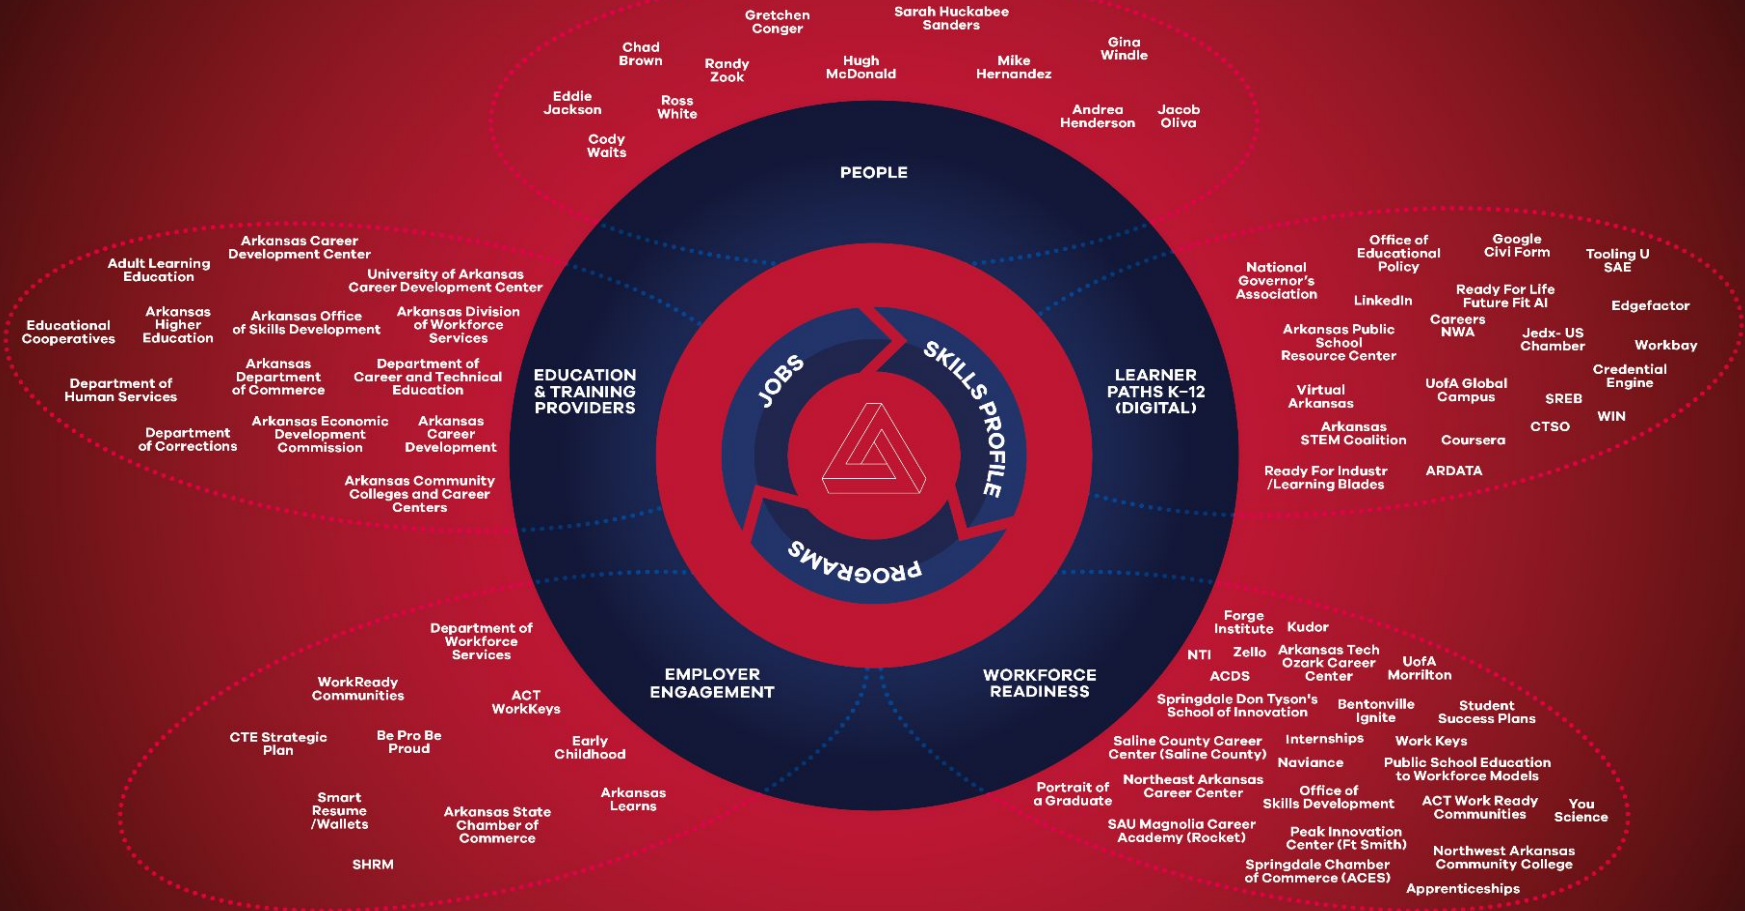 Gretchen
Conger
Sarah Huckabee
Sanders
Chad
Brown
Randy
Zook
Hugh
McDonald
Mike
Hernandez
Gina
Windle
Eddie
Jackson
Ross
White
Andrea
Henderson
Jacob
Oliva
Cody
Waits
PEOPLE
Arkansas Career
Development Center
Adult Learning
Education
University of Arkansas
Career Development Center
Educational
Cooperatives
Arkansas
Higher
Education
Arkansas Office
of Skills Development
Arkansas Division
of Workforce
Services
Department of
Human Services
Arkansas
Department
of Commerce
Department of
Career and Technical
Education
Department
of Corrections
Arkansas Economic
Development
Commission
Arkansas
Career
Development
Arkansas Community
Colleges and Career
Centers
EDUCATION
& TRAINING
PROVIDERS
JOBS
SKILLS PROFILE
PROGRAMS
LEARNER
PATHS K–12
(DIGITAL)
Office of
Educational
Policy
Google
Civi Form
Tooling U
SAE
National
Governor's
Association
LinkedIn
Ready For Life
Future Fit AI
Edgefactor
Arkansas Public
School
Resource Center
Careers
NWA
Jedx- US
Chamber
Workbay
Virtual
Arkansas
UofA Global
Campus
Credential
Engine
SREB
WIN
Arkansas
STEM Coalition
Coursera
CTSO
Ready For Industr
/Learning Blades
ARDATA
EMPLOYER
ENGAGEMENT
WORKFORCE
READINESS
Department of
Workforce
Services
WorkReady
Communities
ACT
WorkKeys
CTE Strategic
Plan
Be Pro Be
Proud
Early
Childhood
Smart
Resume
/Wallets
Arkansas State
Chamber of
Commerce
Arkansas
Learns
SHRM
Forge
Institute
Kudor
NTI
Zello
Arkansas Tech
Ozark Career
Center
UofA
Morrilton
ACDS
Springdale Don Tyson's
School of Innovation
Bentonville
Ignite
Student
Success Plans
Saline County Career
Center (Saline County)
Internships
Work Keys
Naviance
Public School Education
to Workforce Models
Portrait of
a Graduate
Northeast Arkansas
Career Center
Office of
Skills Development
ACT Work Ready
Communities
You
Science
SAU Magnolia Career
Academy (Rocket)
Peak Innovation
Center (Ft Smith)
Northwest Arkansas
Community College
Springdale Chamber
of Commerce (ACES)
Apprenticeships